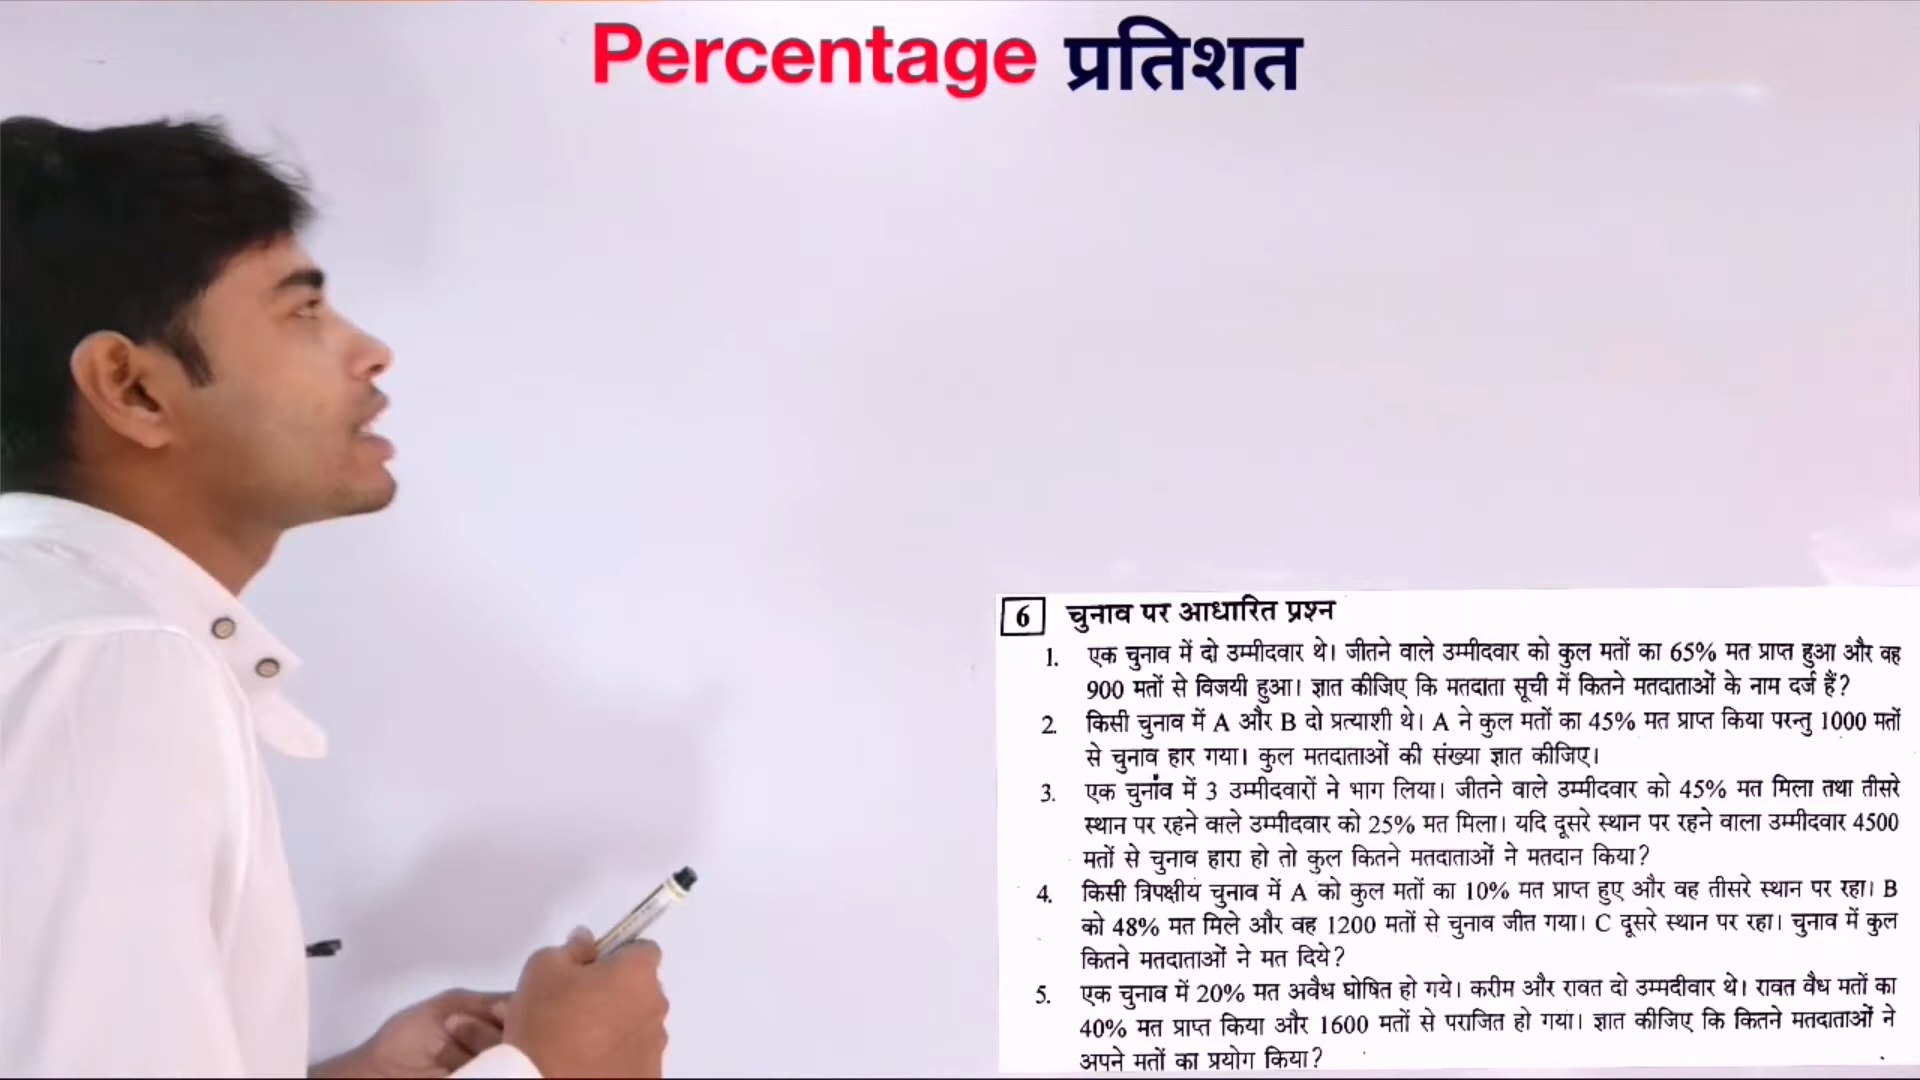 Percentage प्रतिशत
6 चुनाव पर आधारित प्रश्न
1. एक चुनाव में दो उम्मीदवार थे। जीतने वाले उम्मीदवार को कुल मतों का 65% मत प्राप्त हुआ और वह
900 मतों से विजयी हुआ। ज्ञात कीजिए कि मतदाता सूची में कितने मतदाताओं के नाम दर्ज हैं?
2. किसी चुनाव में A और B दो प्रत्याशी थे। A ने कुल मतों का 45% मत प्राप्त किया परन्तु 1000 मतों
से चुनाव हार गया। कुल मतदाताओं की संख्या ज्ञात कीजिए।
3. एक चुनांव में 3 उम्मीदवारों ने भाग लिया। जीतने वाले उम्मीदवार को 45% मत मिला तथा तीसरे
स्थान पर रहने वाले उम्मीदवार को 25% मत मिला। यदि दूसरे स्थान पर रहने वाला उम्मीदवार 4500
मतों से चुनाव हारा हो तो कुल कितने मतदाताओं ने मतदान किया?
4. किसी त्रिपक्षीय चुनाव में A को कुल मतों का 10% मत प्राप्त हुए और वह तीसरे स्थान पर रहा। B
को 48% मत मिले और वह 1200 मतों से चुनाव जीत गया। C दूसरे स्थान पर रहा। चुनाव में कुल
कितने मतदाताओं ने मत दिये?
5. एक चुनाव में 20% मत अवैध घोषित हो गये। करीम और रावत दो उम्मदीवार थे। रावत वैध मतों का
40% मत प्राप्त किया और 1600 मतों से पराजित हो गया। ज्ञात कीजिए कि कितने मतदाताओं ने
अपने मतों का प्रयोग किया?